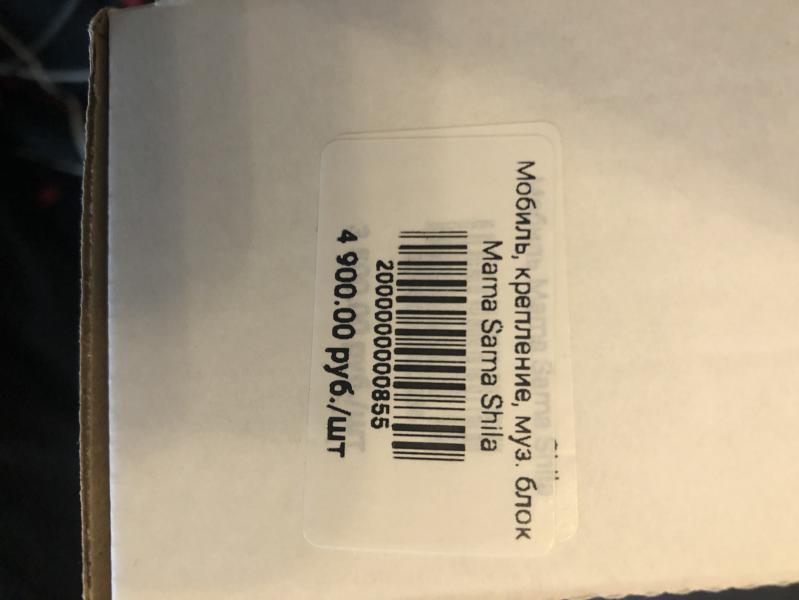 Мобиль, крепление, муз. блок
Mama Sama Shila
2000000000855
4 900.00 руб./шт